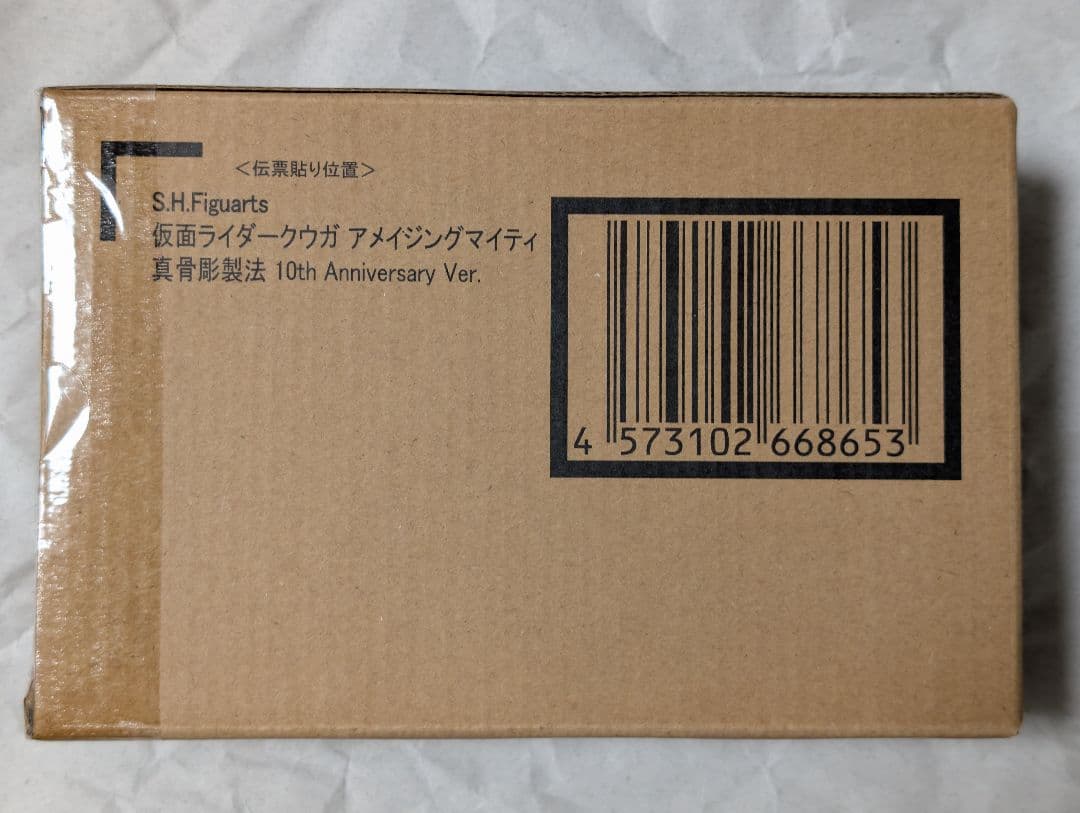 ＜伝票貼り位置＞
S.H.Figuarts
仮面ライダークウガ アメイジングマイティ
真骨彫製法 10th Anniversary Ver.
4 573102 668653